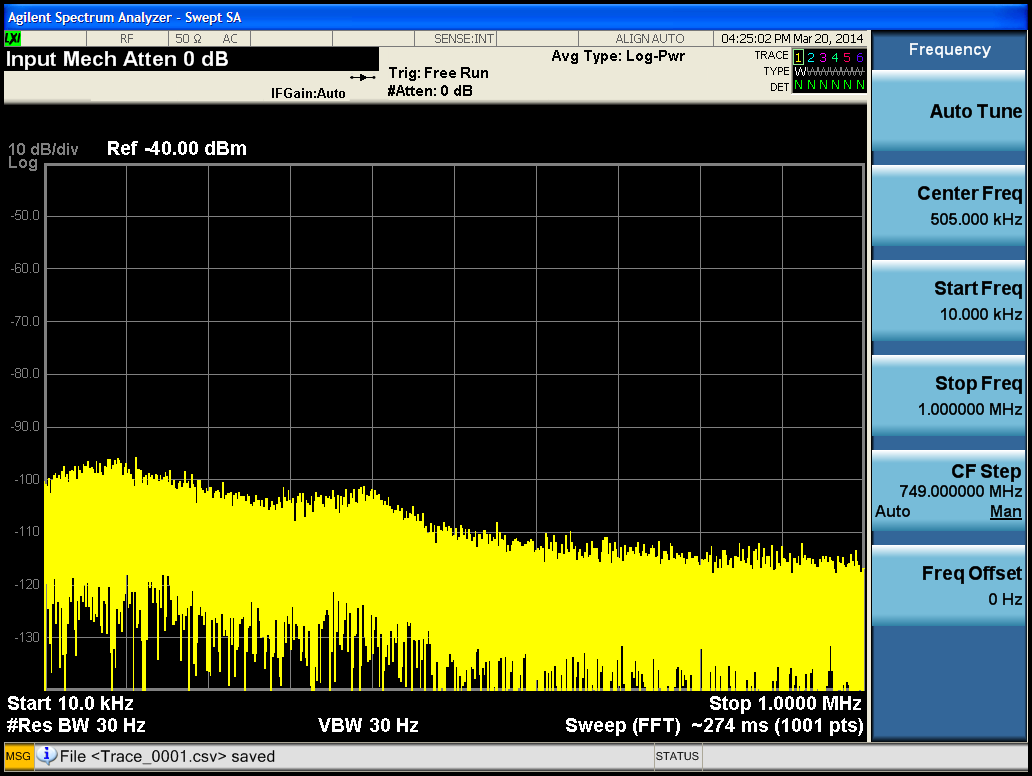 Agilent Spectrum Analyzer - Swept SA
LXI RF 50 Ω AC SENSE:INT ALIGN AUTO 04:25:02 PM Mar 20, 2014
Input Mech Atten 0 dB
Avg Type: Log-Pwr
TRACE 1 2 3 4 5 6
Trig: Free Run
TYPE W
IFGain:Auto
#Atten: 0 dB
DET N N N N N N
10 dB/div
Log
Ref -40.00 dBm
-50.0
-60.0
-70.0
-80.0
-90.0
-100
-110
-120
-130
Start 10.0 kHz
Stop 1.0000 MHz
#Res BW 30 Hz
VBW 30 Hz
Sweep (FFT) ~274 ms (1001 pts)
MSG File <Trace_0001.csv> saved
STATUS
Frequency
Auto Tune
Center Freq
505.000 kHz
Start Freq
10.000 kHz
Stop Freq
1.000000 MHz
CF Step
749.000000 MHz
Auto Man
Freq Offset
0 Hz